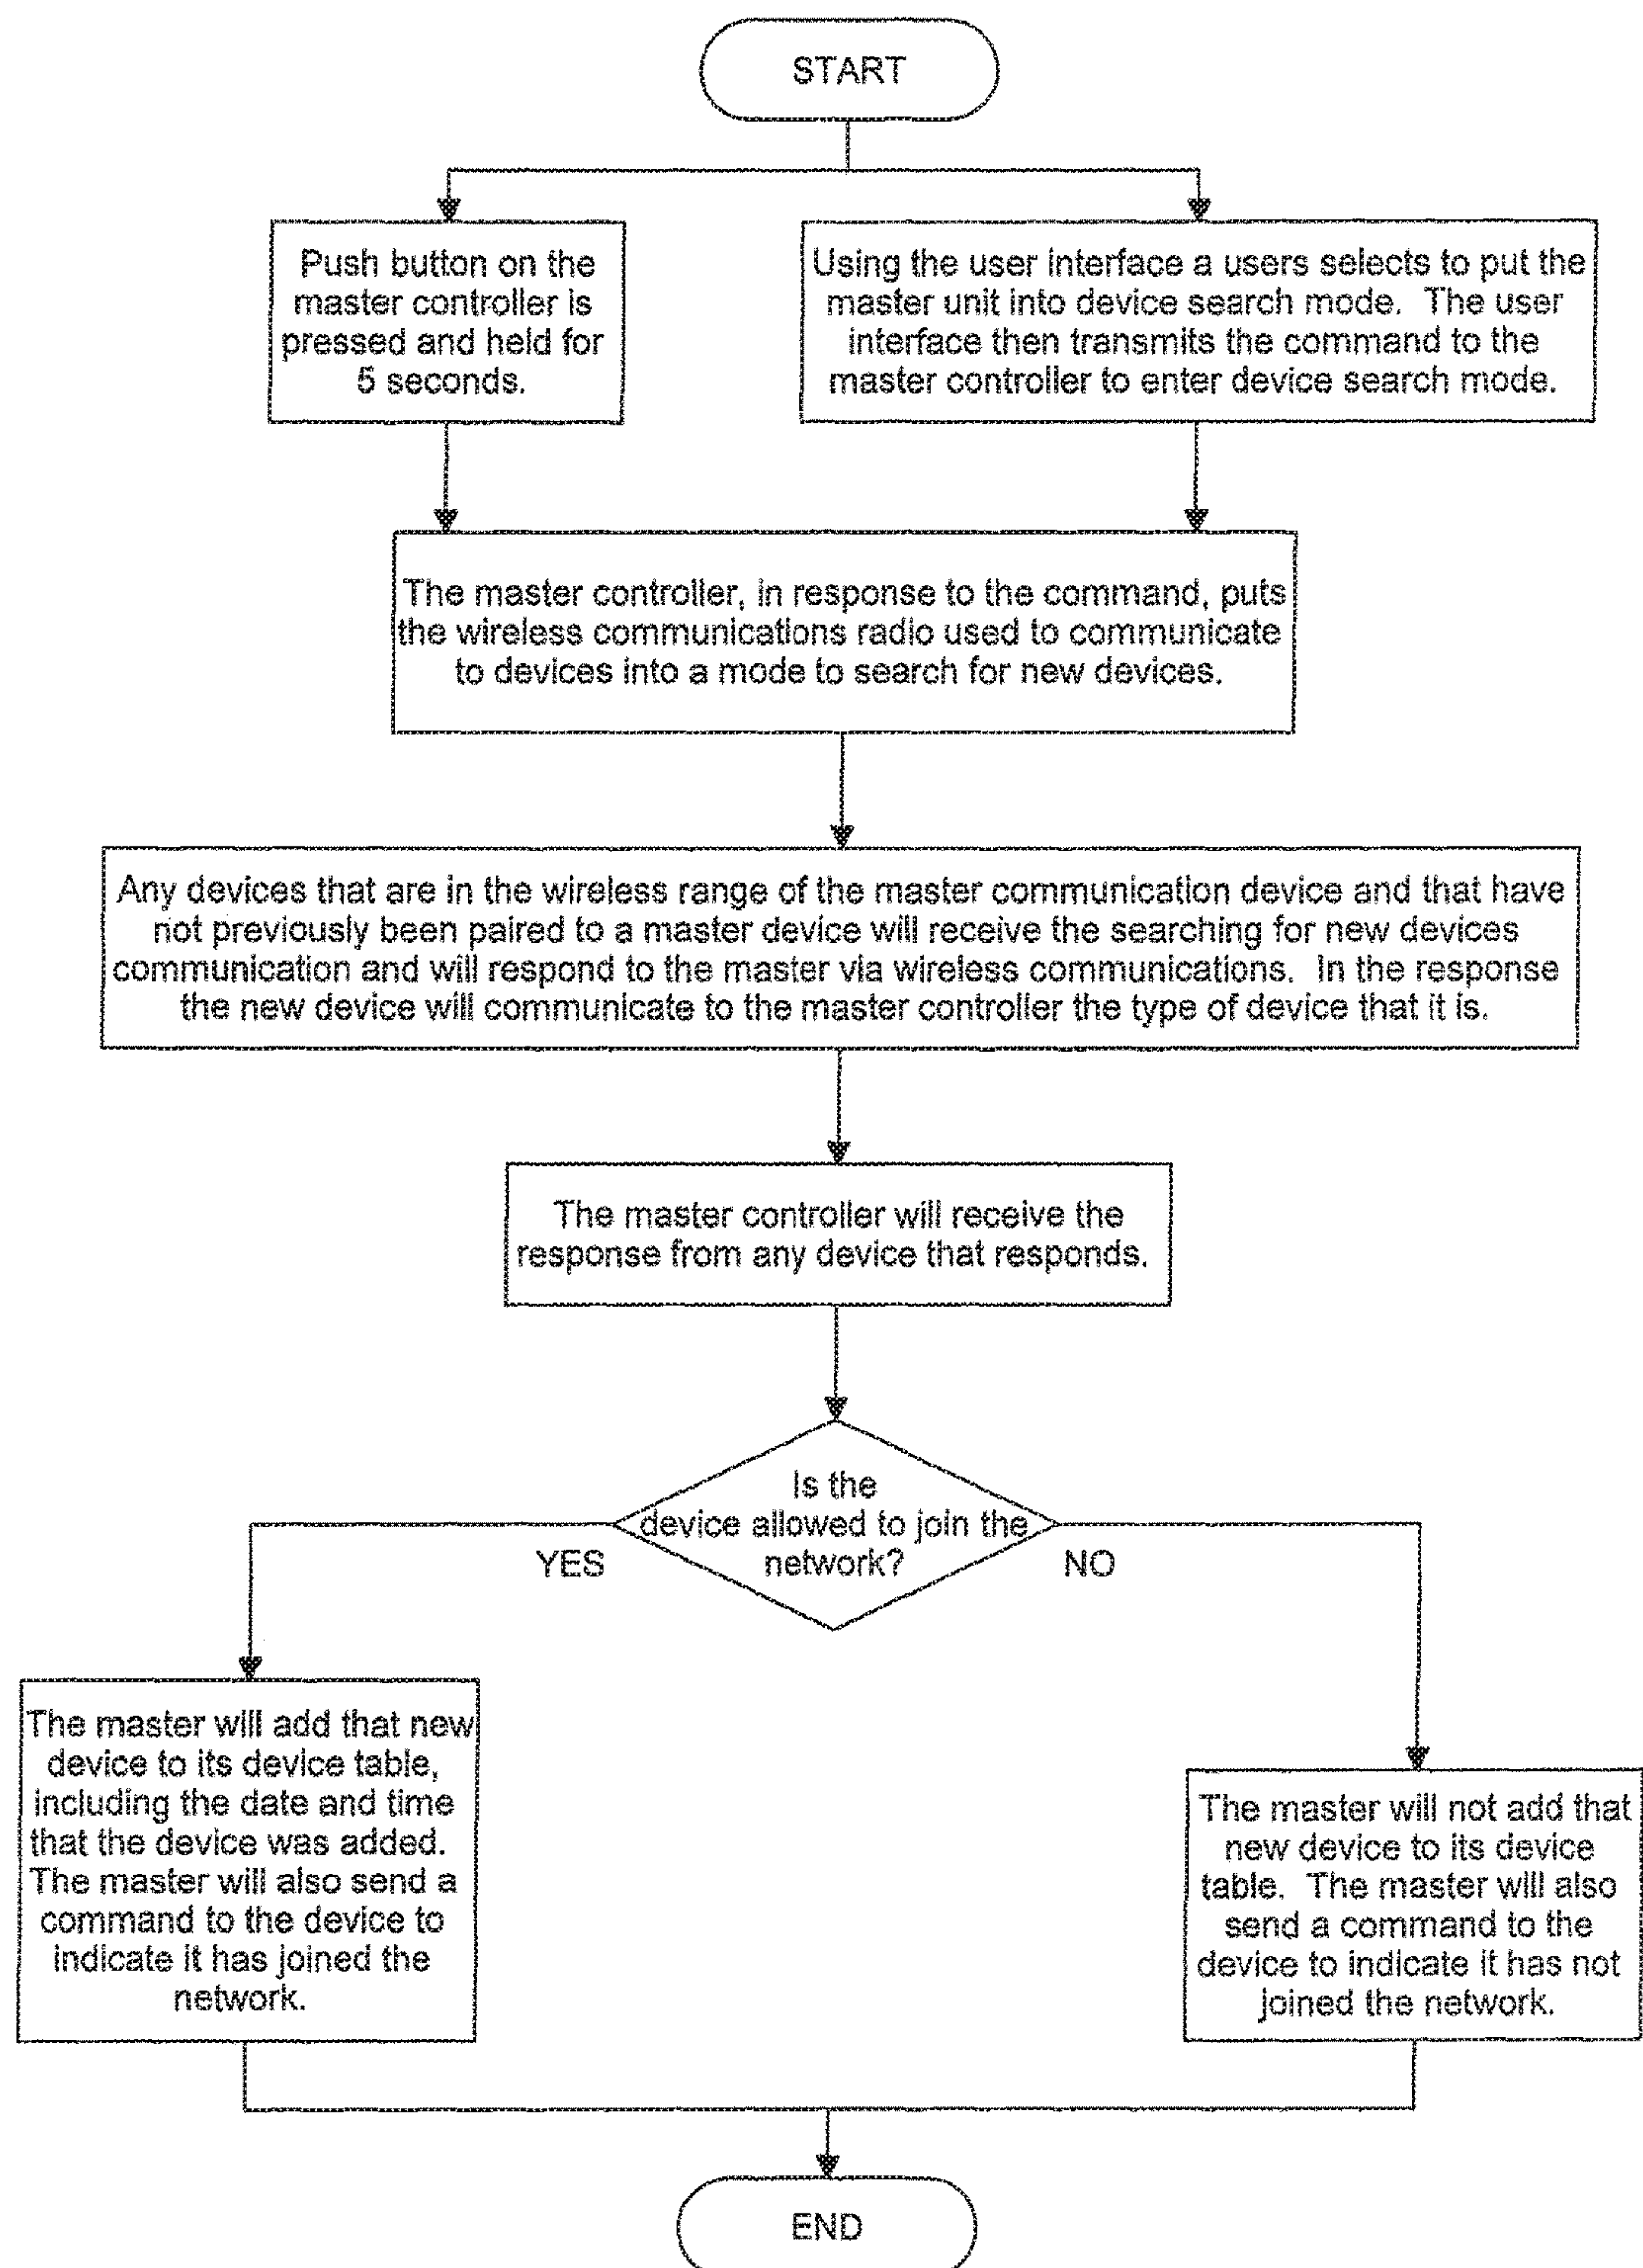 START
Push button on the
master controller is
pressed and held for
5 seconds.
Using the user interface a users selects to put the
master unit into device search mode. The user
interface then transmits the command to the
master controller to enter device search mode.
The master controller, in response to the command, puts
the wireless communications radio used to communicate
to devices into a mode to search for new devices.
Any devices that are in the wireless range of the master communication device and that have
not previously been paired to a master device will receive the searching for new devices
communication and will respond to the master via wireless communications. In the response
the new device will communicate to the master controller the type of device that it is.
The master controller will receive the
response from any device that responds.
Is the
device allowed to join the
network?
YES
NO
The master will add that new
device to its device table,
including the date and time
that the device was added.
The master will also send a
command to the device to
indicate it has joined the
network.
The master will not add that
new device to its device
table. The master will also
send a command to the
device to indicate it has not
joined the network.
END